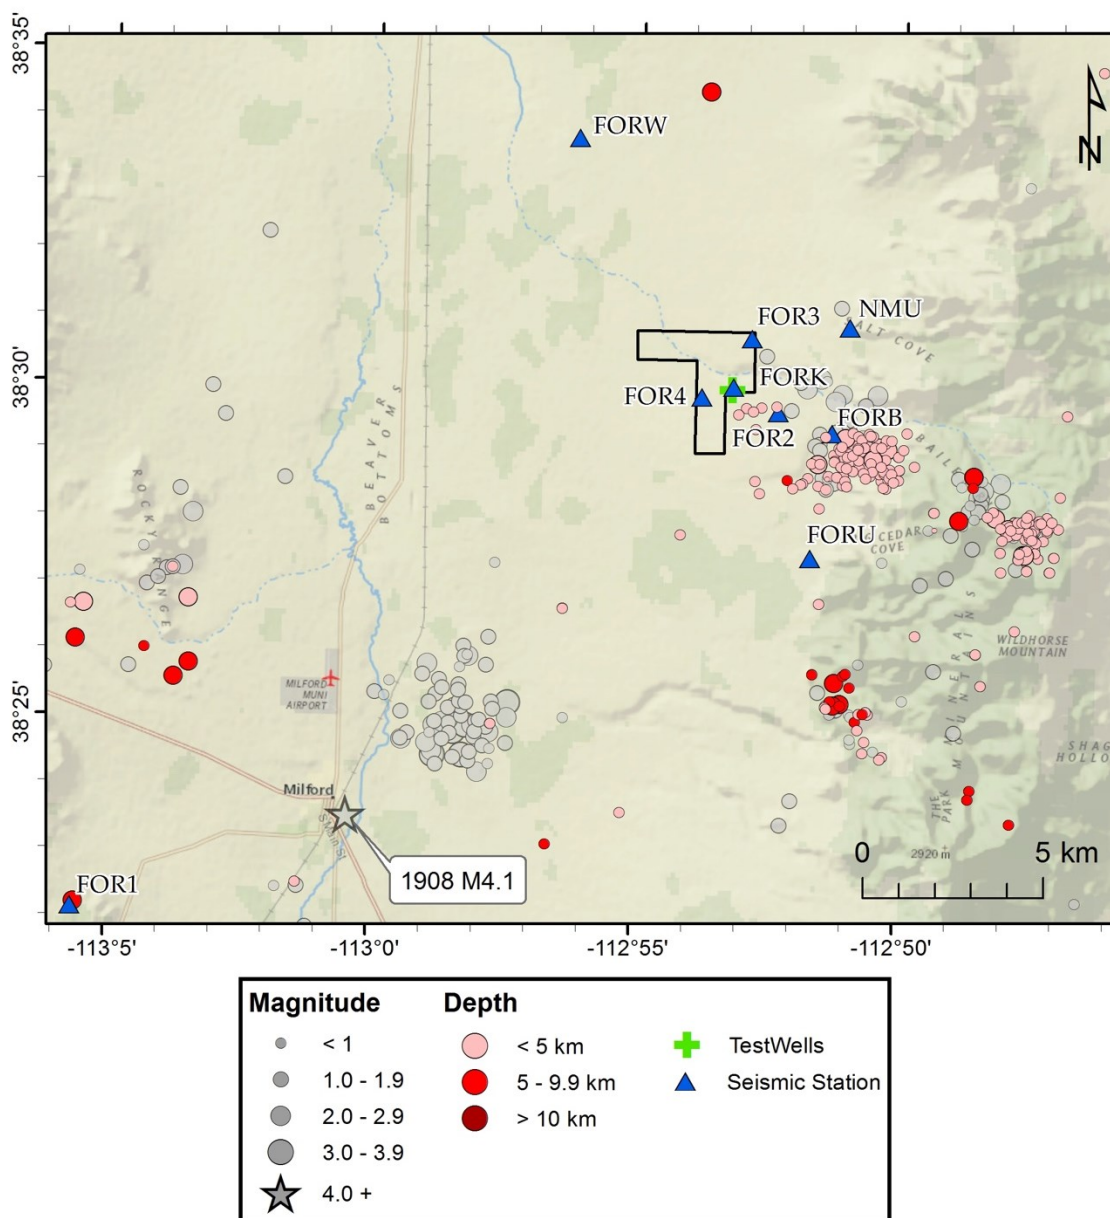 38°35'
N
FORW
FOR3
NMU
SALT COVE
38°30'
FORK
FOR4
BEAVER
BOTTOMS
FOR2
FORB
BAILE
ROCKY RANGE
FORU
CEDAR
COVE
WILDHORSE
MOUNTAIN
MINERAL
MOUNTAINS
MILFORD
MUNI
AIRPORT
38°25'
SHAG
HOLLO
Milford
S Main St
THE
PARK
0
5 km
2920 m
1908 M4.1
FOR1
-113°5'
-113°0'
-112°55'
-112°50'
Magnitude
Depth
< 1
< 5 km
TestWells
1.0 - 1.9
5 - 9.9 km
Seismic Station
2.0 - 2.9
> 10 km
3.0 - 3.9
4.0 +